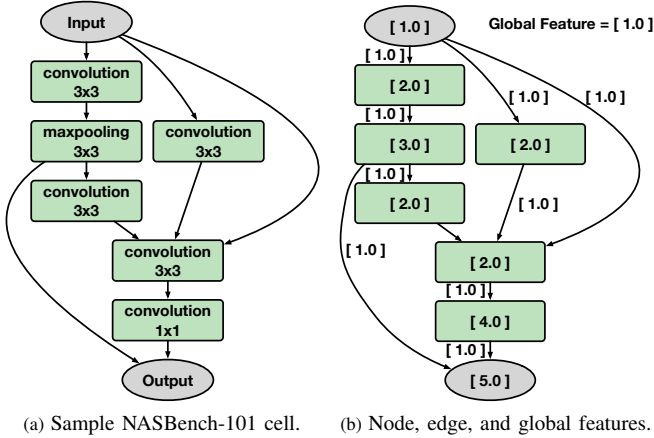 Input
convolution
3x3
maxpooling
3x3
convolution
3x3
convolution
3x3
convolution
3x3
convolution
1x1
Output
(a) Sample NASBench-101 cell.
Global Feature = [ 1.0 ]
[ 1.0 ]
[ 1.0 ]
[ 2.0 ]
[ 1.0 ]
[ 1.0 ]
[ 1.0 ]
[ 3.0 ]
[ 2.0 ]
[ 1.0 ]
[ 2.0 ]
[ 1.0 ]
[ 1.0 ]
[ 2.0 ]
[ 1.0 ]
[ 4.0 ]
[ 1.0 ]
[ 5.0 ]
(b) Node, edge, and global features.